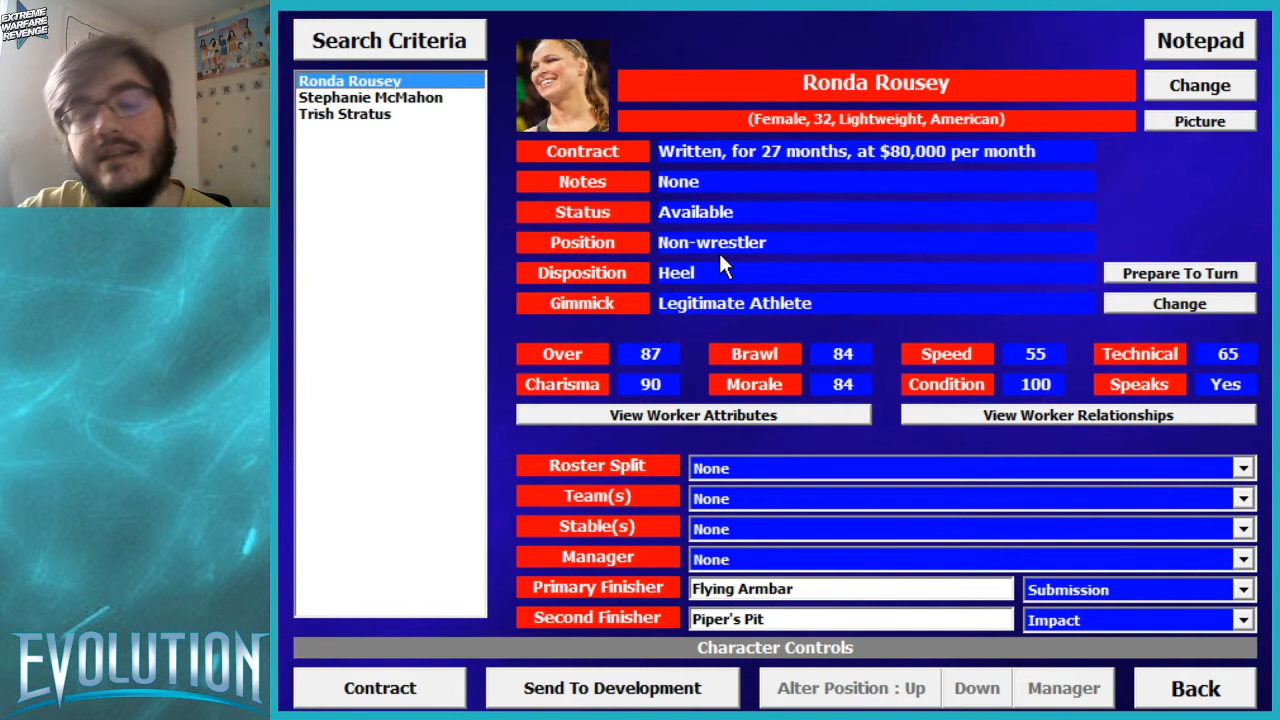 EXTREME
WARFARE
REVENGE
Search Criteria
Ronda Rousey
Stephanie McMahon
Trish Stratus
Ronda Rousey
(Female, 32, Lightweight, American)
Notepad
Change
Picture
Contract Written, for 27 months, at $80,000 per month
Notes None
Status Available
Position Non-wrestler
Disposition Heel Prepare To Turn
Gimmick Legitimate Athlete Change
Over 87 Brawl 84 Speed 55 Technical 65
Charisma 90 Morale 84 Condition 100 Speaks Yes
View Worker Attributes View Worker Relationships
Roster Split None
Team(s) None
Stable(s) None
Manager None
Primary Finisher Flying Armbar Submission
Second Finisher Piper's Pit Impact
Character Controls
Contract Send To Development Alter Position : Up Down Manager Back
EVOLUTION